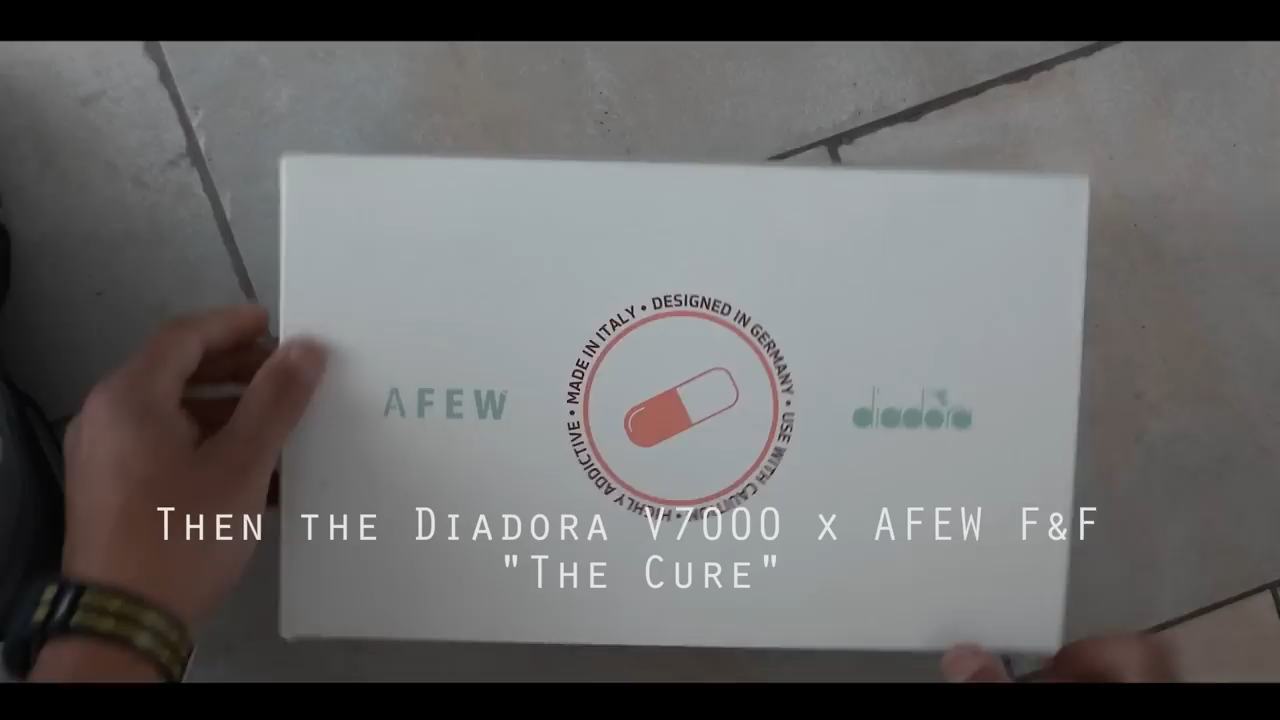 • DESIGNED IN GERMANY • USE WITH CAUTION • HIGHLY ADDICTIVE • MADE IN ITALY
AFEW
diadora
Then the Diadora V7000 x AFEW F&F
"The Cure"